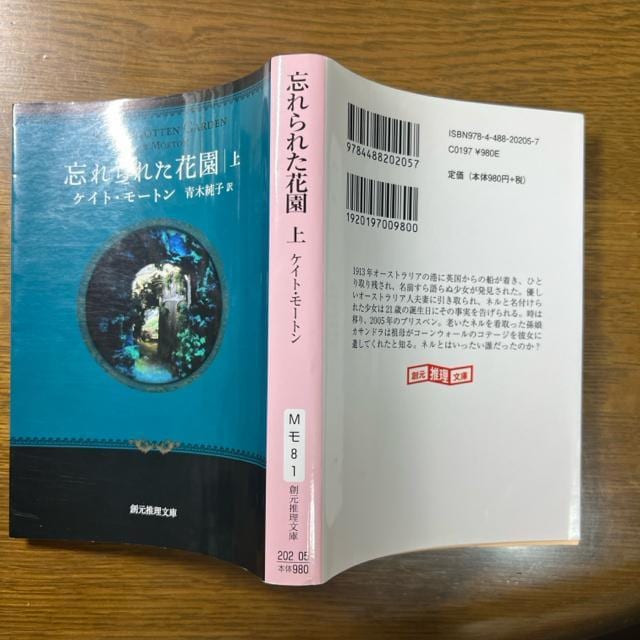 OTTEN GARDEN
MORTON
忘れられた花園 上
ケイト・モートン 青木純子 訳
創元推理文庫
忘れられた花園 上 ケイト・モートン
Mモ81
創元推理文庫
202 05
本体980
9784488202057
1920197009800
ISBN978-4-488-20205-7
C0197 ¥980E
定価（本体980円+税）
1913年オーストラリアの港に英国からの船が着き、ひと
り取り残され、名前すら語らぬ少女が発見された。優し
いオーストラリア人夫妻に引き取られ、ネルと名付けら
れた少女は21歳の誕生日にその事実を告げられる。時は
移り、2005年のブリスベン。老いたネルを看取った孫娘
カサンドラは祖母がコーンウォールのコテージを彼女に
遺してくれたと知る。ネルとはいったい誰だったのか？
創元推理文庫